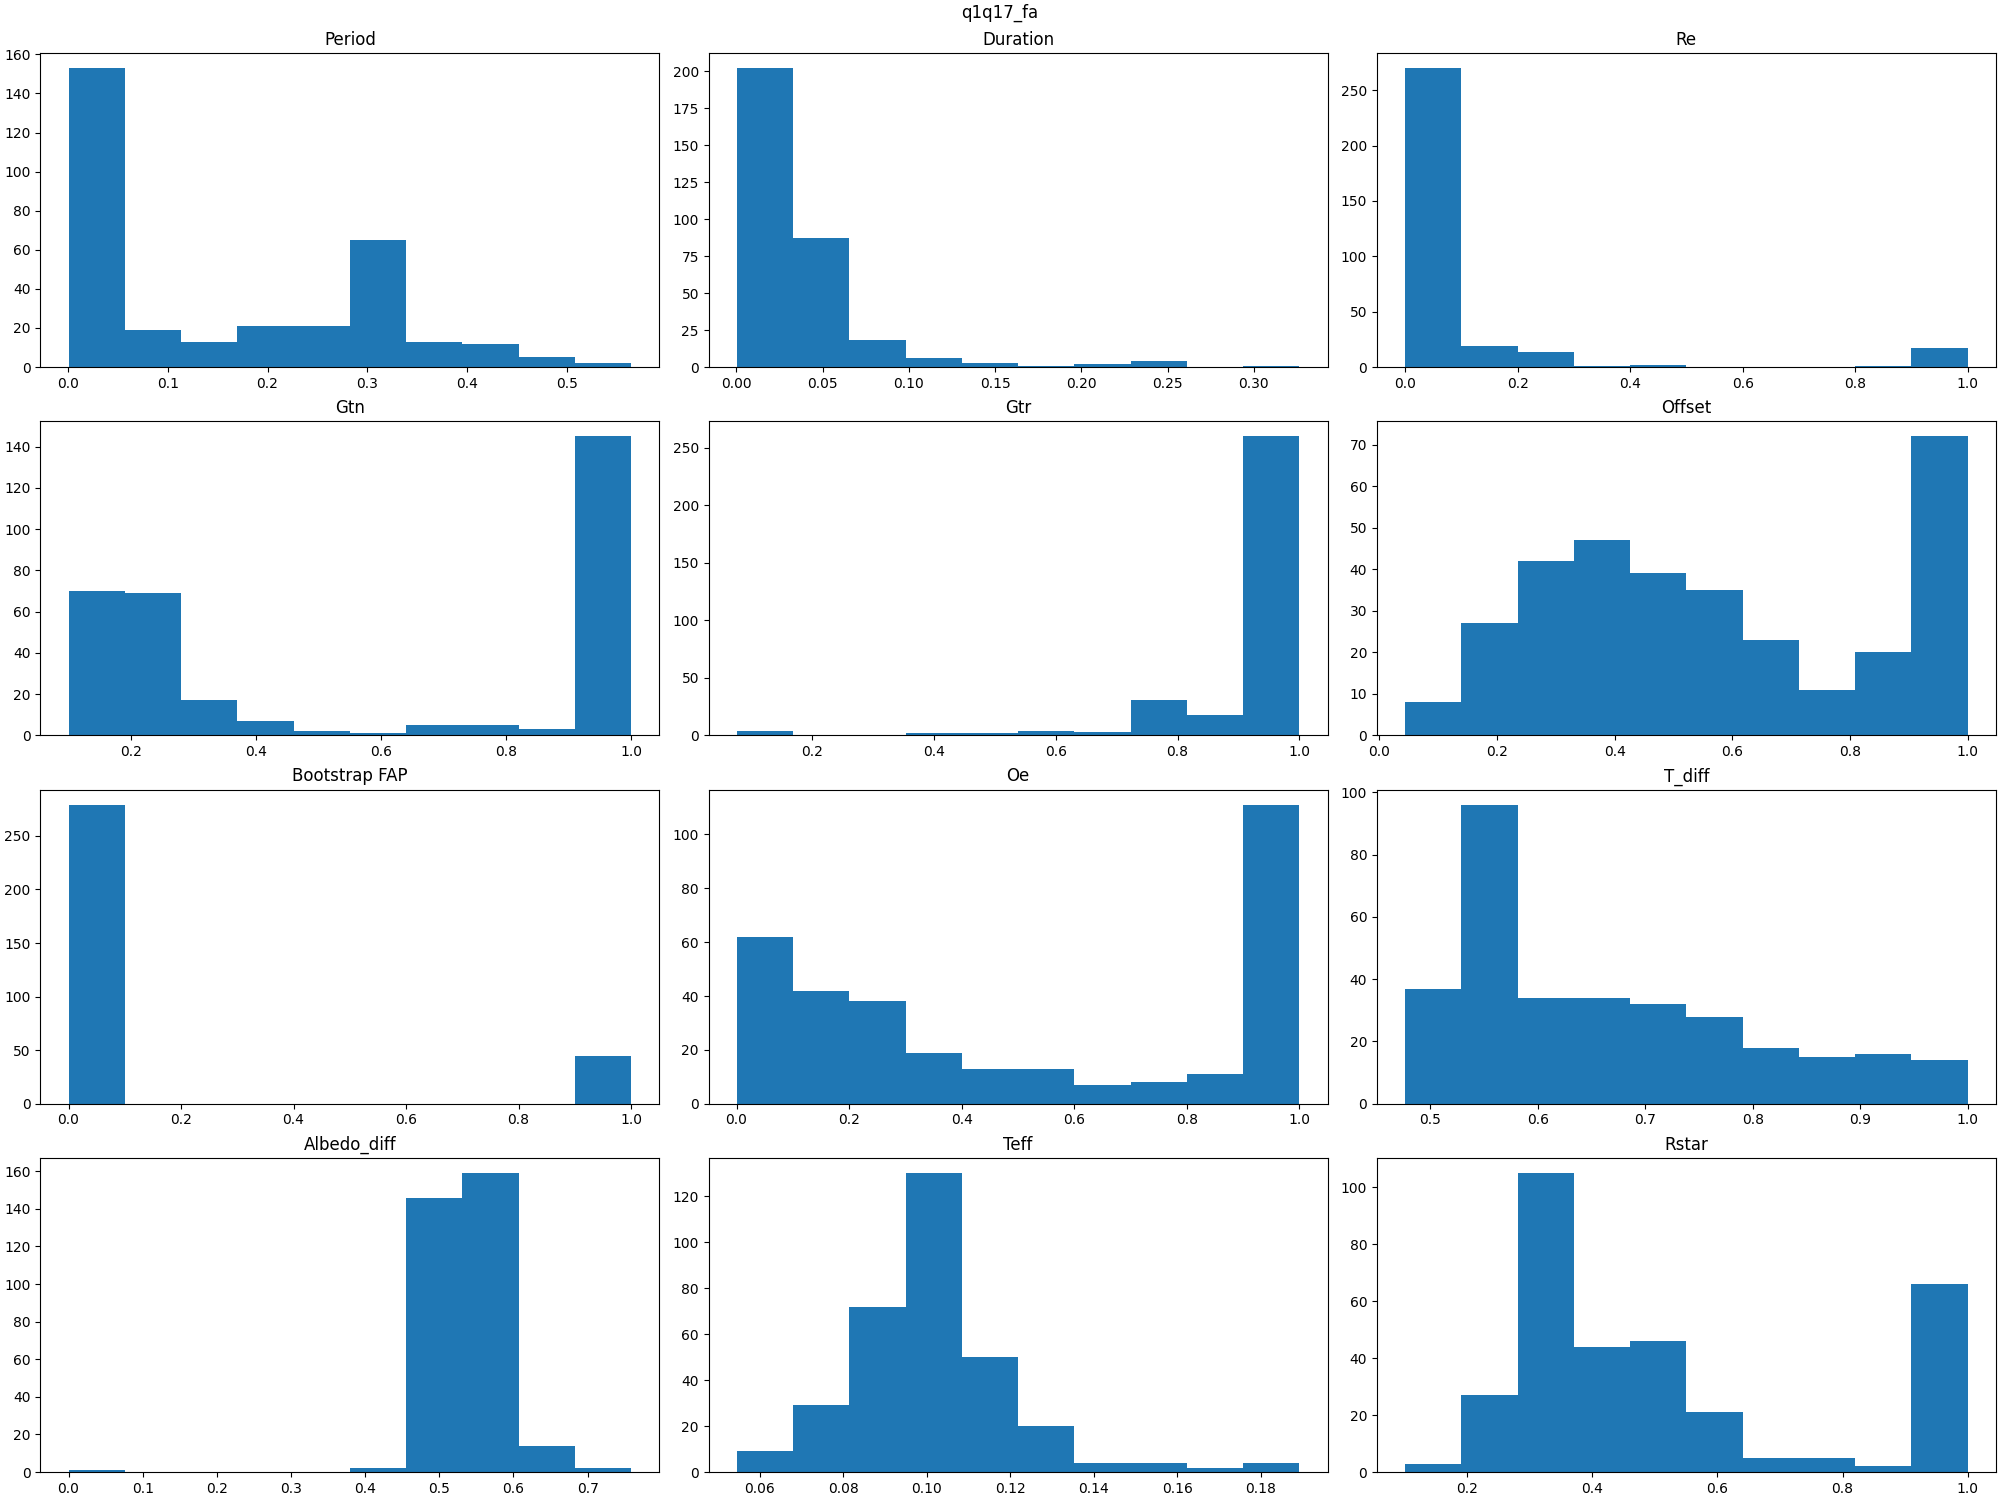 q1q17_fa
Period Duration Re
160 140 120 100 80 60 40 20 0
0.0 0.1 0.2 0.3 0.4 0.5
200 175 150 125 100 75 50 25 0
0.00 0.05 0.10 0.15 0.20 0.25 0.30
250 200 150 100 50 0
0.0 0.2 0.4 0.6 0.8 1.0
Gtn Gtr Offset
140 120 100 80 60 40 20 0
0.2 0.4 0.6 0.8 1.0
250 200 150 100 50 0
0.2 0.4 0.6 0.8 1.0
70 60 50 40 30 20 10 0
0.0 0.2 0.4 0.6 0.8 1.0
Bootstrap FAP Oe T_diff
250 200 150 100 50 0
0.0 0.2 0.4 0.6 0.8 1.0
100 80 60 40 20 0
0.0 0.2 0.4 0.6 0.8 1.0
100 80 60 40 20 0
0.5 0.6 0.7 0.8 0.9 1.0
Albedo_diff Teff Rstar
160 140 120 100 80 60 40 20 0
0.0 0.1 0.2 0.3 0.4 0.5 0.6 0.7
120 100 80 60 40 20 0
0.06 0.08 0.10 0.12 0.14 0.16 0.18
100 80 60 40 20 0
0.2 0.4 0.6 0.8 1.0